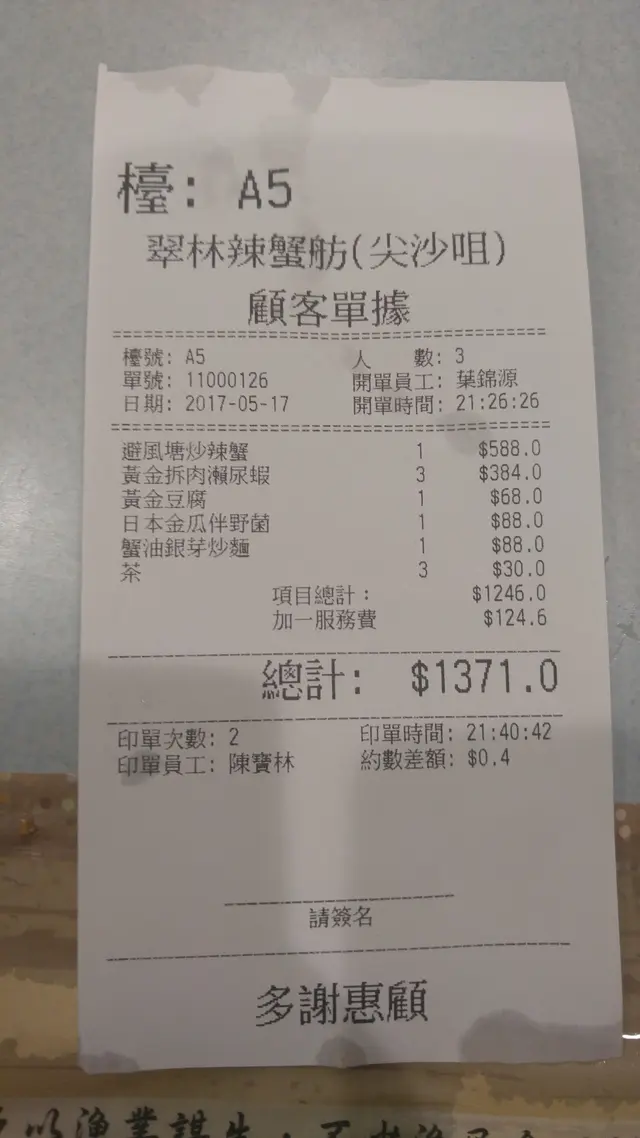 檯: A5
翠林辣蟹舫(尖沙咀)
顧客單據
檯號: A5 人 數: 3
單號: 11000126 開單員工: 葉錦源
日期: 2017-05-17 開單時間: 21:26:26
避風塘炒辣蟹 1 $588.0
黃金拆肉瀨尿蝦 3 $384.0
黃金豆腐 1 $68.0
日本金瓜伴野菌 1 $88.0
蟹油銀芽炒麵 1 $88.0
茶 3 $30.0
項目總計: $1246.0
加一服務費 $124.6
總計: $1371.0
印單次數: 2 印單時間: 21:40:42
印單員工: 陳寶林 約數差額: $0.4
請簽名
多謝惠顧
以漁業謀生